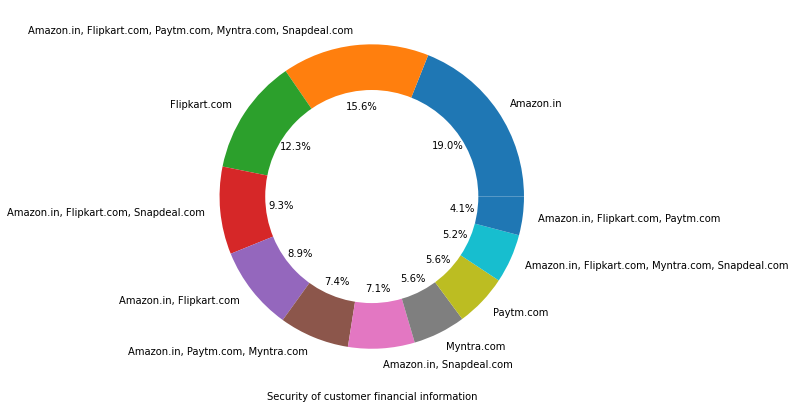 Amazon.in, Flipkart.com, Paytm.com, Myntra.com, Snapdeal.com
Amazon.in
Flipkart.com
15.6%
19.0%
12.3%
9.3%
4.1%
Amazon.in, Flipkart.com, Snapdeal.com
Amazon.in, Flipkart.com, Paytm.com
5.2%
8.9%
5.6%
Amazon.in, Flipkart.com, Myntra.com, Snapdeal.com
7.4%
7.1%
5.6%
Amazon.in, Flipkart.com
Paytm.com
Amazon.in, Paytm.com, Myntra.com
Myntra.com
Amazon.in, Snapdeal.com
Security of customer financial information